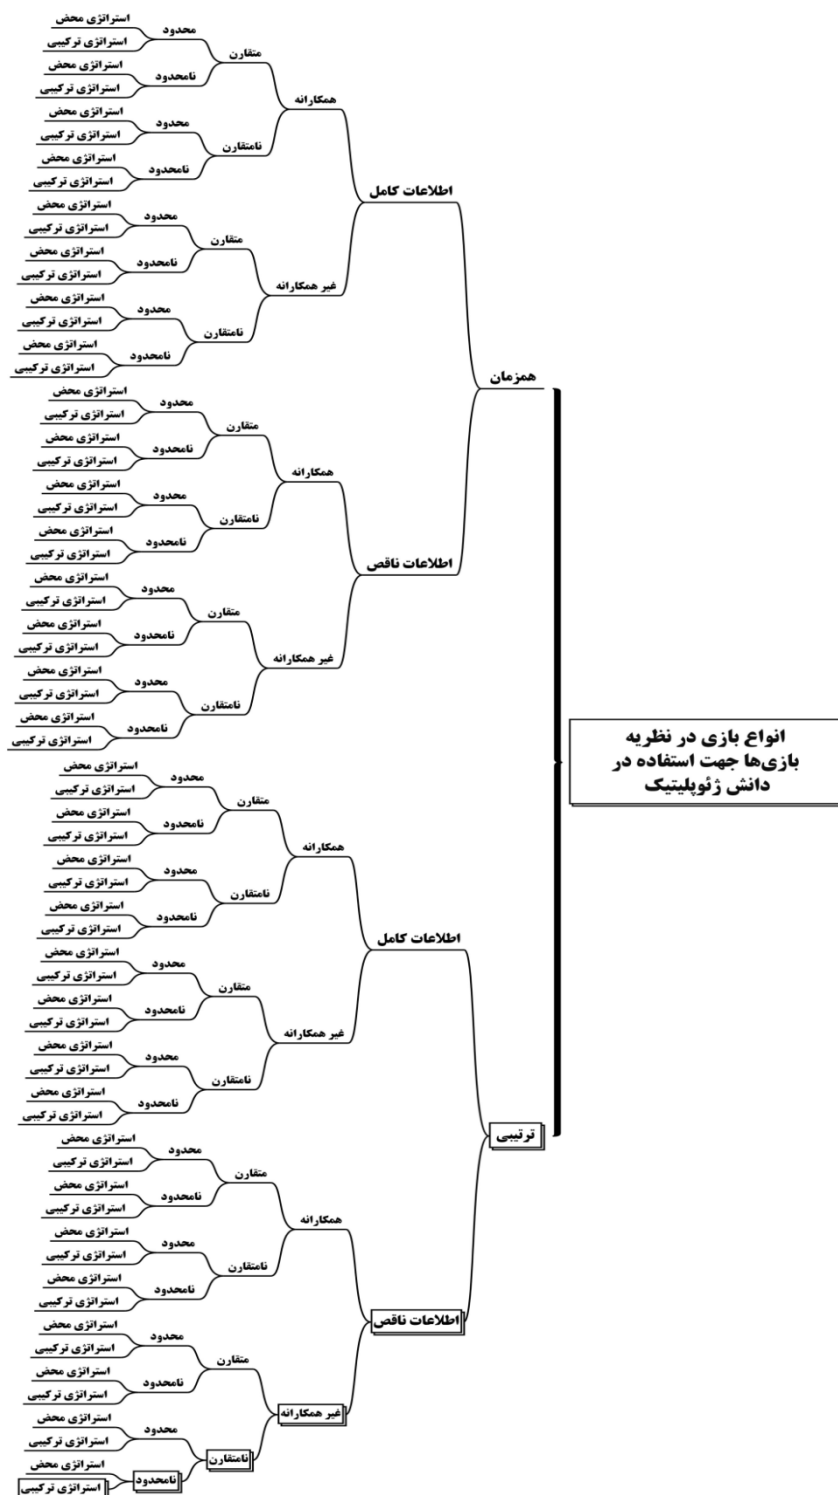 انواع بازی در نظریه
بازی‌ها جهت استفاده در
دانش ژئوپلیتیک
همزمان
اطلاعات کامل
همکارانه
متقارن
محدود
استراتژی محض
استراتژی ترکیبی
نامحدود
استراتژی محض
استراتژی ترکیبی
نامتقارن
محدود
استراتژی محض
استراتژی ترکیبی
نامحدود
استراتژی محض
استراتژی ترکیبی
غیر همکارانه
متقارن
محدود
استراتژی محض
استراتژی ترکیبی
نامحدود
استراتژی محض
استراتژی ترکیبی
نامتقارن
محدود
استراتژی محض
استراتژی ترکیبی
نامحدود
استراتژی محض
استراتژی ترکیبی
اطلاعات ناقص
همکارانه
متقارن
محدود
استراتژی محض
استراتژی ترکیبی
نامحدود
استراتژی محض
استراتژی ترکیبی
نامتقارن
محدود
استراتژی محض
استراتژی ترکیبی
نامحدود
استراتژی محض
استراتژی ترکیبی
غیر همکارانه
متقارن
محدود
استراتژی محض
استراتژی ترکیبی
نامحدود
استراتژی محض
استراتژی ترکیبی
نامتقارن
محدود
استراتژی محض
استراتژی ترکیبی
نامحدود
استراتژی محض
استراتژی ترکیبی
ترتیبی
اطلاعات کامل
همکارانه
متقارن
محدود
استراتژی محض
استراتژی ترکیبی
نامحدود
استراتژی محض
استراتژی ترکیبی
نامتقارن
محدود
استراتژی محض
استراتژی ترکیبی
نامحدود
استراتژی محض
استراتژی ترکیبی
غیر همکارانه
متقارن
محدود
استراتژی محض
استراتژی ترکیبی
نامحدود
استراتژی محض
استراتژی ترکیبی
نامتقارن
محدود
استراتژی محض
استراتژی ترکیبی
نامحدود
استراتژی محض
استراتژی ترکیبی
اطلاعات ناقص
همکارانه
متقارن
محدود
استراتژی محض
استراتژی ترکیبی
نامحدود
استراتژی محض
استراتژی ترکیبی
نامتقارن
محدود
استراتژی محض
استراتژی ترکیبی
نامحدود
استراتژی محض
استراتژی ترکیبی
غیر همکارانه
متقارن
محدود
استراتژی محض
استراتژی ترکیبی
نامحدود
استراتژی محض
استراتژی ترکیبی
نامتقارن
محدود
استراتژی محض
استراتژی ترکیبی
نامحدود
استراتژی محض
استراتژی ترکیبی